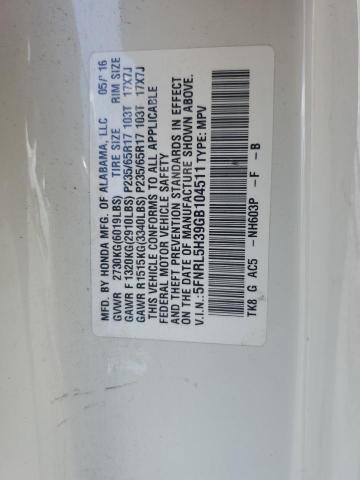 MFD. BY HONDA MFG. OF ALABAMA, LLC 05/'16
GVWR 2730KG(6019LBS) TIRE SIZE RIM SIZE
GAWR F 1320KG(2910LBS) P235/65R17 103T 17X7J
GAWR R1515KG(3340LBS) P235/65R17 103T 17X7J
THIS VEHICLE CONFORMS TO ALL APPLICABLE
FEDERAL MOTOR VEHICLE SAFETY
AND THEFT PREVENTION STANDARDS IN EFFECT
ON THE DATE OF MANUFACTURE SHOWN ABOVE.
V.I.N.:5FNRL5H39GB104511 TYPE: MPV
TK8 G AC5 - NH603P - F - B